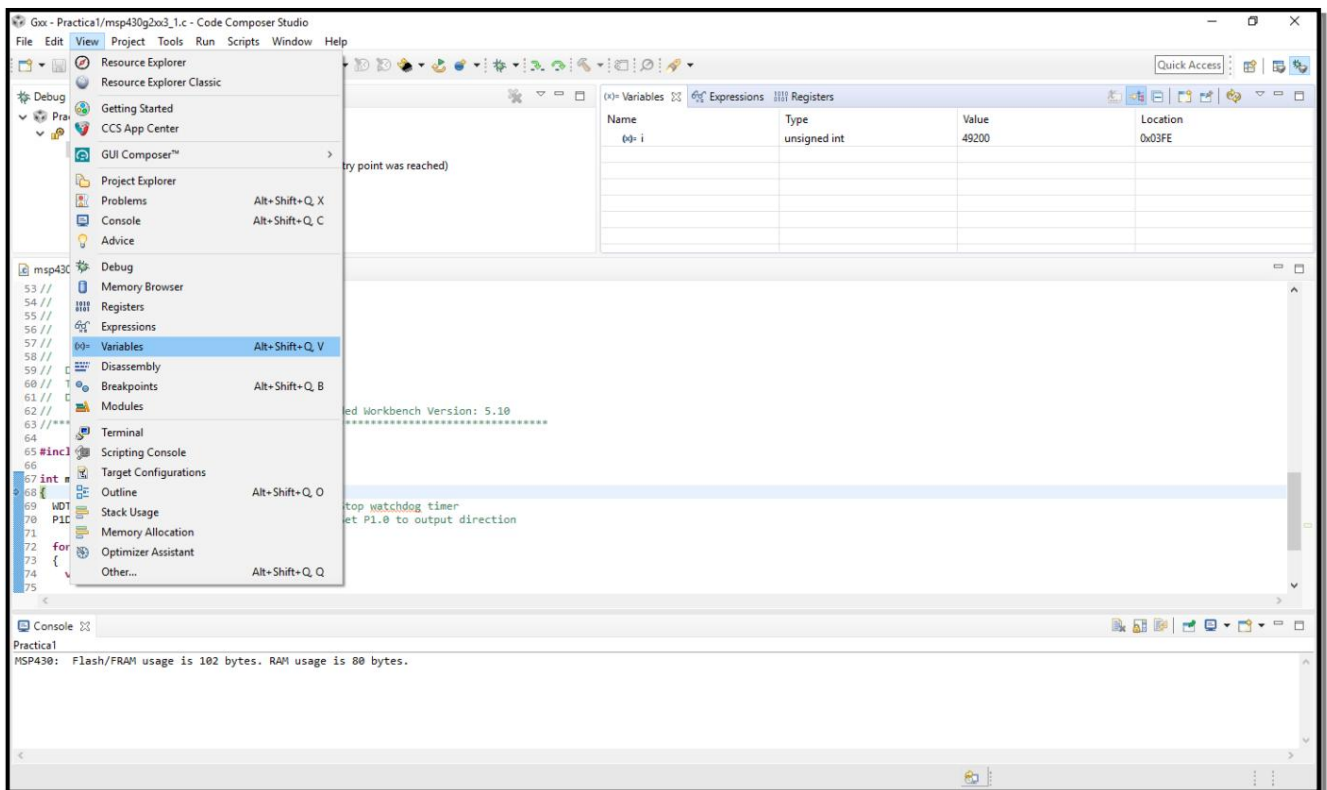 Gxx - Practica1/msp430g2xx3_1.c - Code Composer Studio
File Edit View Project Tools Run Scripts Window Help
Quick Access
Resource Explorer
Resource Explorer Classic
Getting Started
CCS App Center
GUI Composer™
Project Explorer
Problems Alt+Shift+Q, X
Console Alt+Shift+Q, C
Advice
Debug
Memory Browser
Registers
Expressions
Variables Alt+Shift+Q, V
Disassembly
Breakpoints Alt+Shift+Q, B
Modules
Terminal
Scripting Console
Target Configurations
Outline Alt+Shift+Q, O
Stack Usage
Memory Allocation
Optimizer Assistant
Other... Alt+Shift+Q, Q
Debug
Pra
try point was reached)
(x)= Variables Expressions Registers
Name Type Value Location
(x)= i unsigned int 49200 0x03FE
msp430
53 //
54 //
55 //
56 //
57 //
58 //
59 // D
60 // T
61 // D
62 // ed Workbench Version: 5.10
63 //*** *********************************
64
65 #incl
66
67 int m
68 {
69 WDT top watchdog timer
70 P1D et P1.0 to output direction
71
72 for
73 {
74 v
75
Console
Practica1
MSP430: Flash/FRAM usage is 102 bytes. RAM usage is 80 bytes.